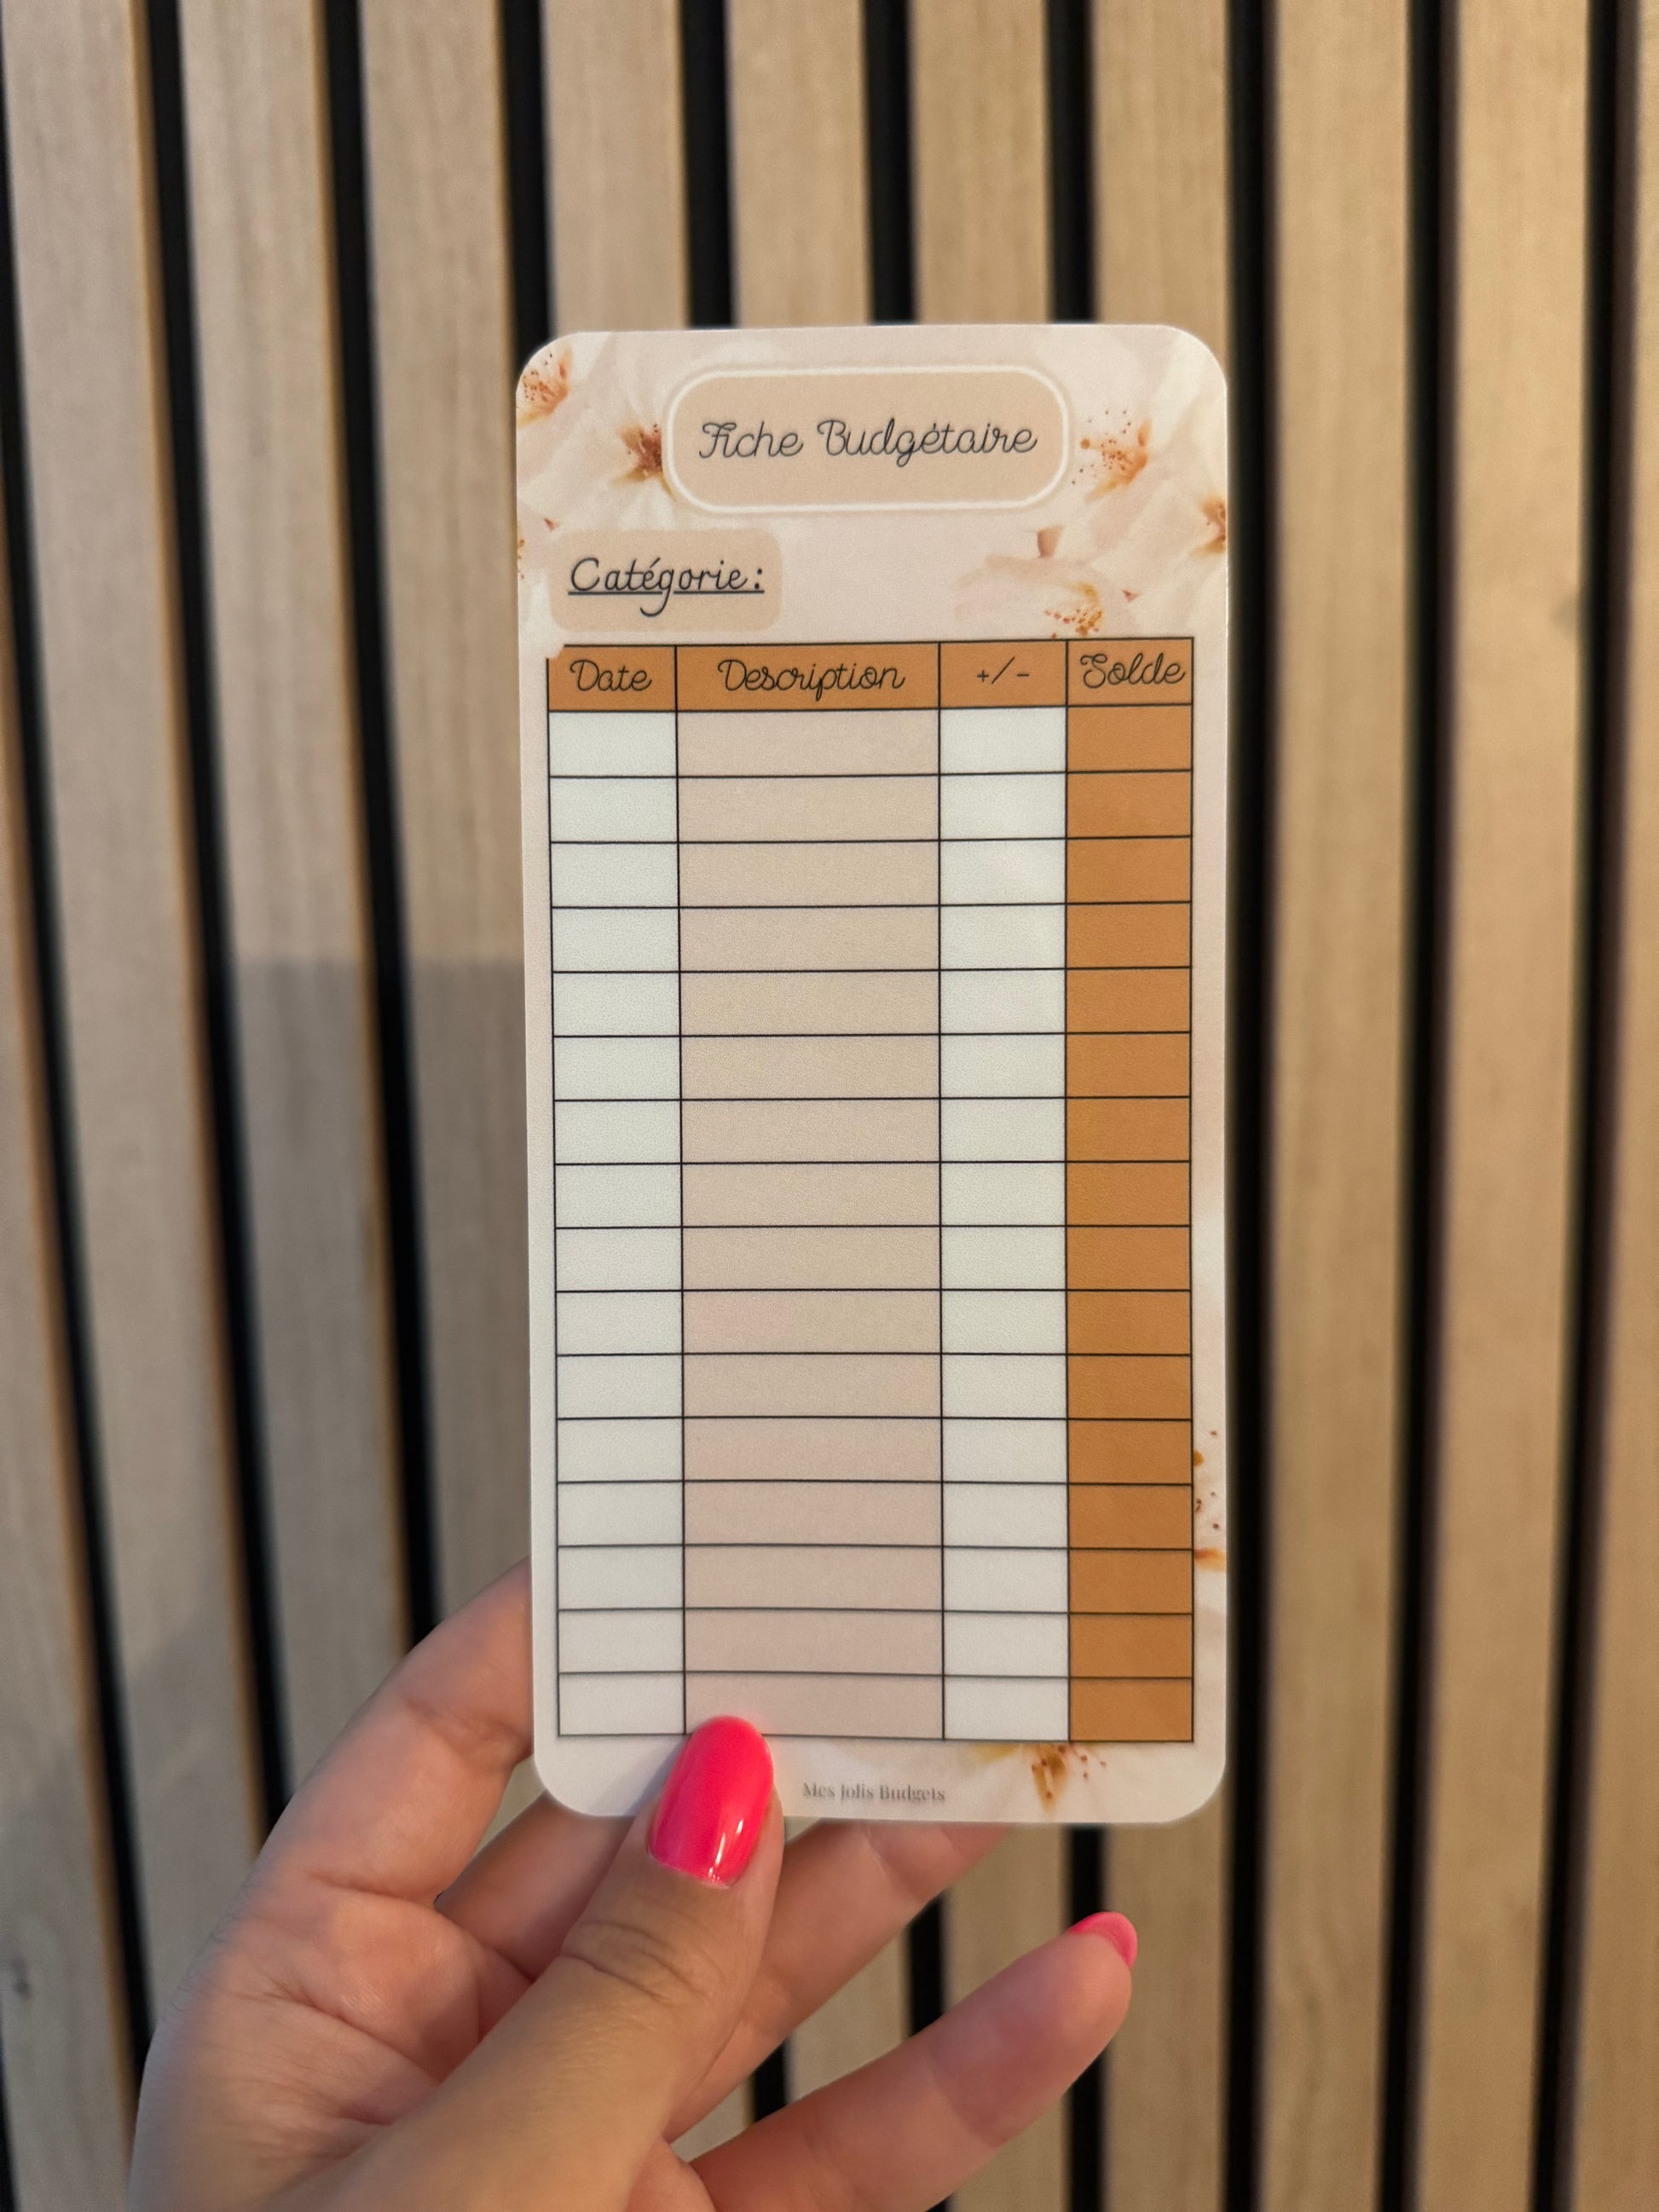 Fiche Budgétaire
Catégorie:
Date Description +/- Solde
Mes Jolis Budgets